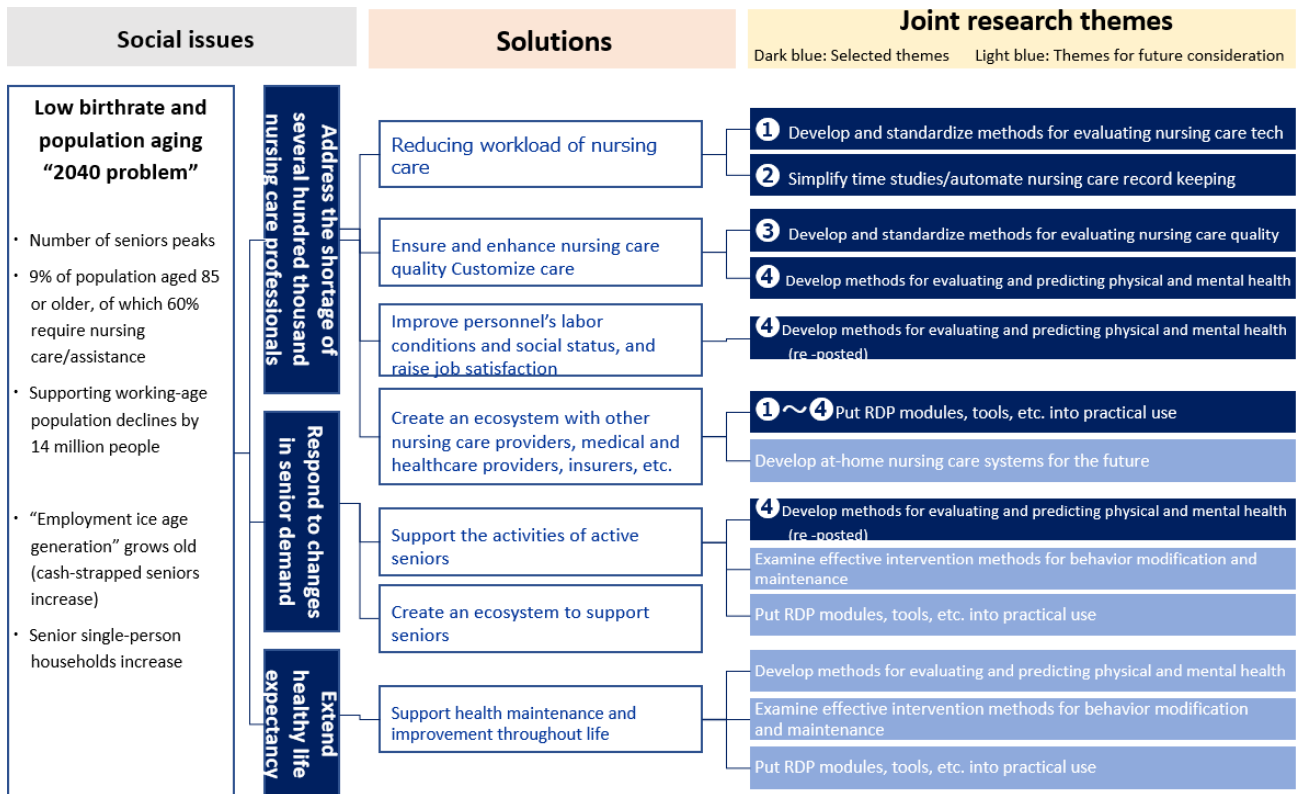 Social issues
Solutions
Joint research themes
Dark blue: Selected themes Light blue: Themes for future consideration
Low birthrate and
population aging
“2040 problem”
・ Number of seniors peaks
・ 9% of population aged 85
or older, of which 60%
require nursing
care/assistance
・ Supporting working-age
population declines by
14 million people
・ “Employment ice age
generation” grows old
(cash-strapped seniors
increase)
・ Senior single-person
households increase
Address the shortage of
several hundred thousand
nursing care professionals
Respond to changes
in senior demand
Extend
healthy life
expectancy
Reducing workload of nursing
care
Ensure and enhance nursing care
quality Customize care
Improve personnel’s labor
conditions and social status, and
raise job satisfaction
Create an ecosystem with other
nursing care providers, medical and
healthcare providers, insurers, etc.
Support the activities of active
seniors
Create an ecosystem to support
seniors
Support health maintenance and
improvement throughout life
❶ Develop and standardize methods for evaluating nursing care tech
❷ Simplify time studies/automate nursing care record keeping
❸ Develop and standardize methods for evaluating nursing care quality
❹ Develop methods for evaluating and predicting physical and mental health
❹ Develop methods for evaluating and predicting physical and mental health
(re -posted)
❶～❹ Put RDP modules, tools, etc. into practical use
Develop at-home nursing care systems for the future
❹ Develop methods for evaluating and predicting physical and mental health
(re -posted)
Examine effective intervention methods for behavior modification and
maintenance
Put RDP modules, tools, etc. into practical use
Develop methods for evaluating and predicting physical and mental health
Examine effective intervention methods for behavior modification
and maintenance
Put RDP modules, tools, etc. into practical use